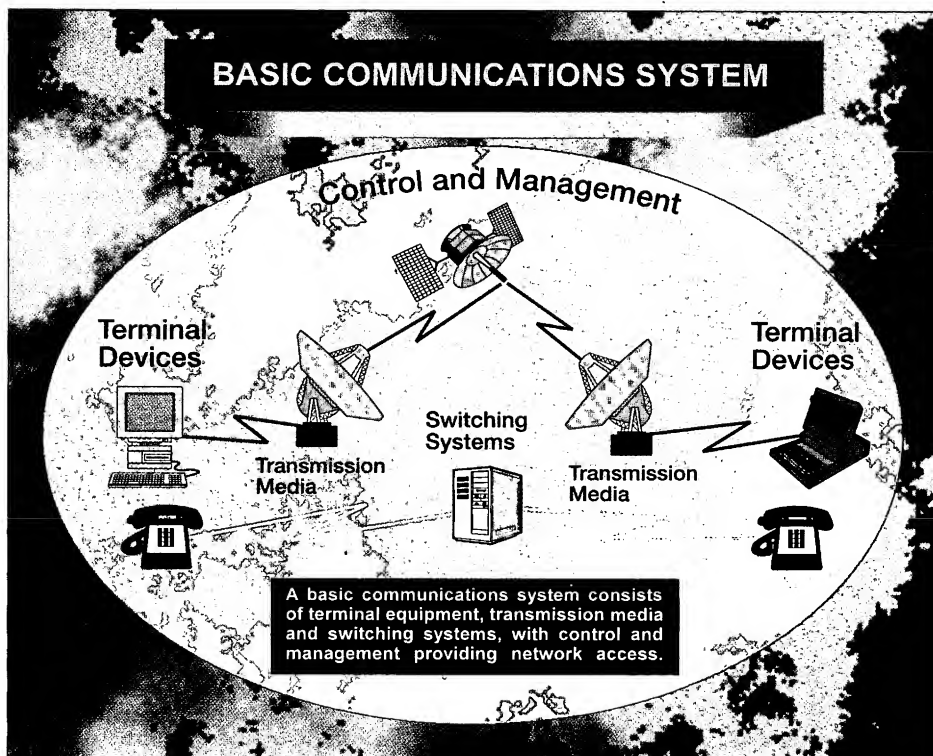 BASIC COMMUNICATIONS SYSTEM
Control and Management
Terminal
Devices
Terminal
Devices
Switching
Systems
Transmission
Media
Transmission
Media
A basic communications system consists
of terminal equipment, transmission media
and switching systems, with control and
management providing network access.